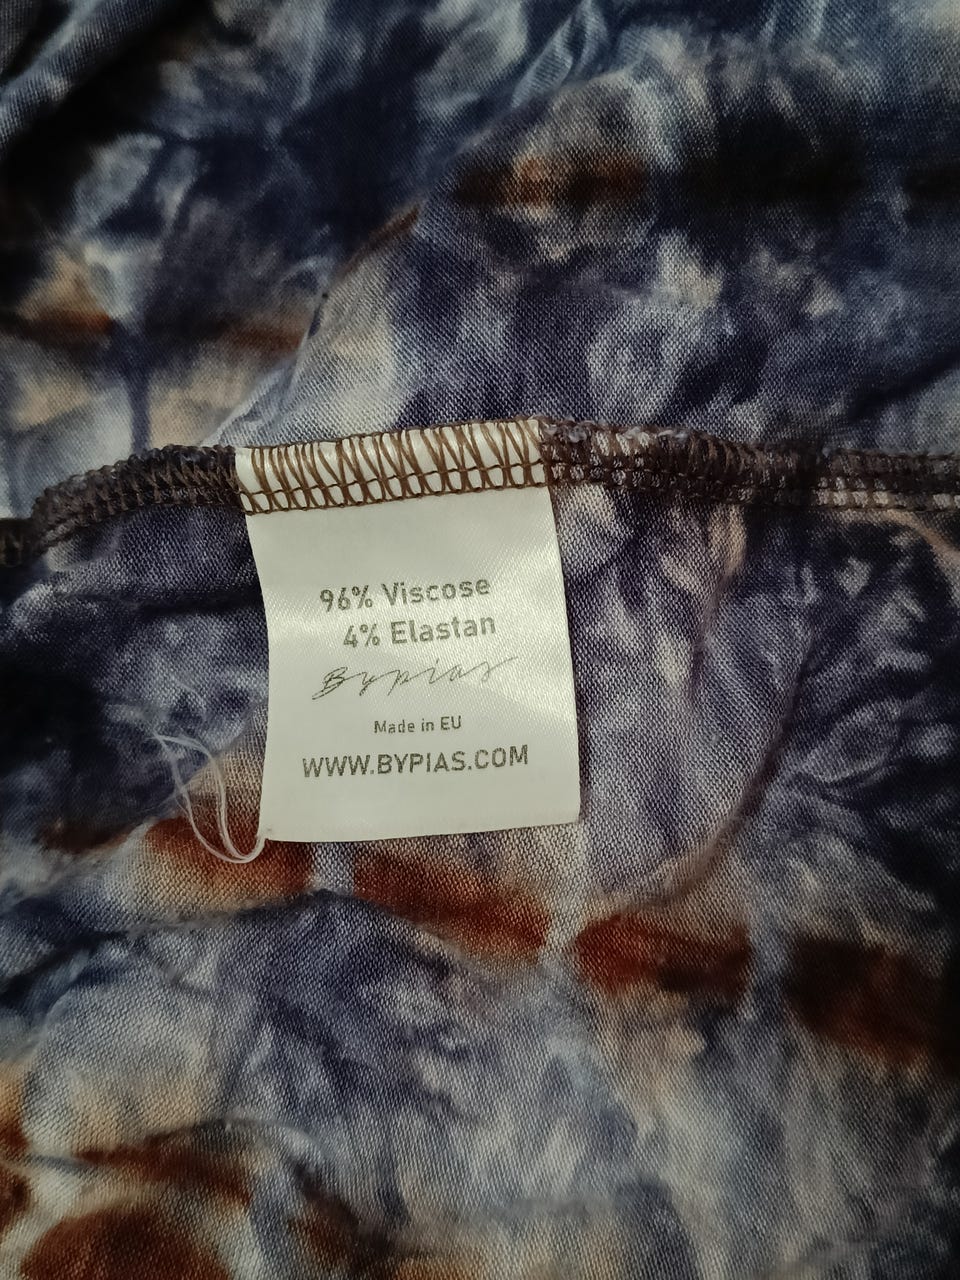 96% Viscose
4% Elastan
Bypias
Made in EU
WWW.BYPIAS.COM